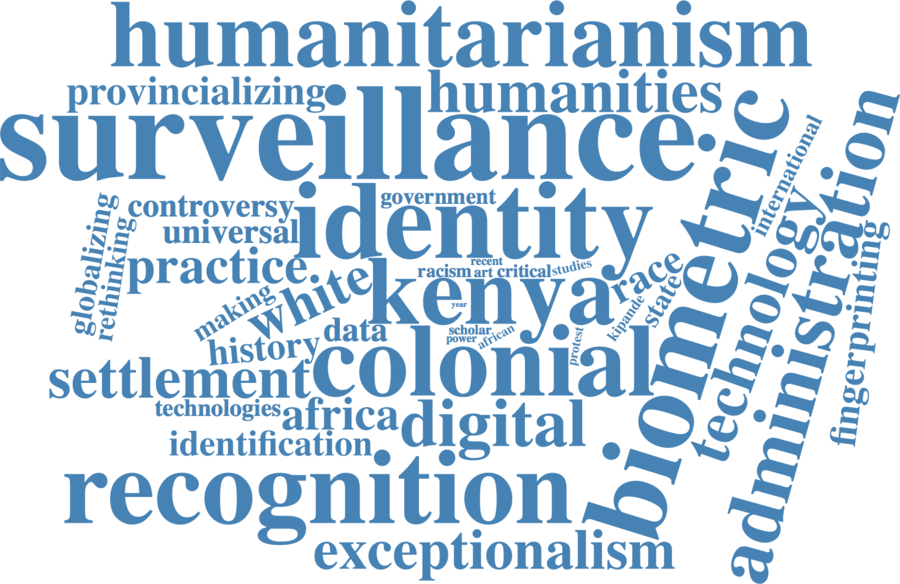 humanitarianism
provincializing
humanities
surveillance
biometric
international
administration
globalizing
rethinking
controversy
government
identity
universal
technology
fingerprinting
practice
racism
recent
art
critical
studies
race
state
making
white
kenya
year
kipande
data
scholar
power
african
protest
history
colonial
settlement
technologies
africa
digital
identification
recognition
exceptionalism